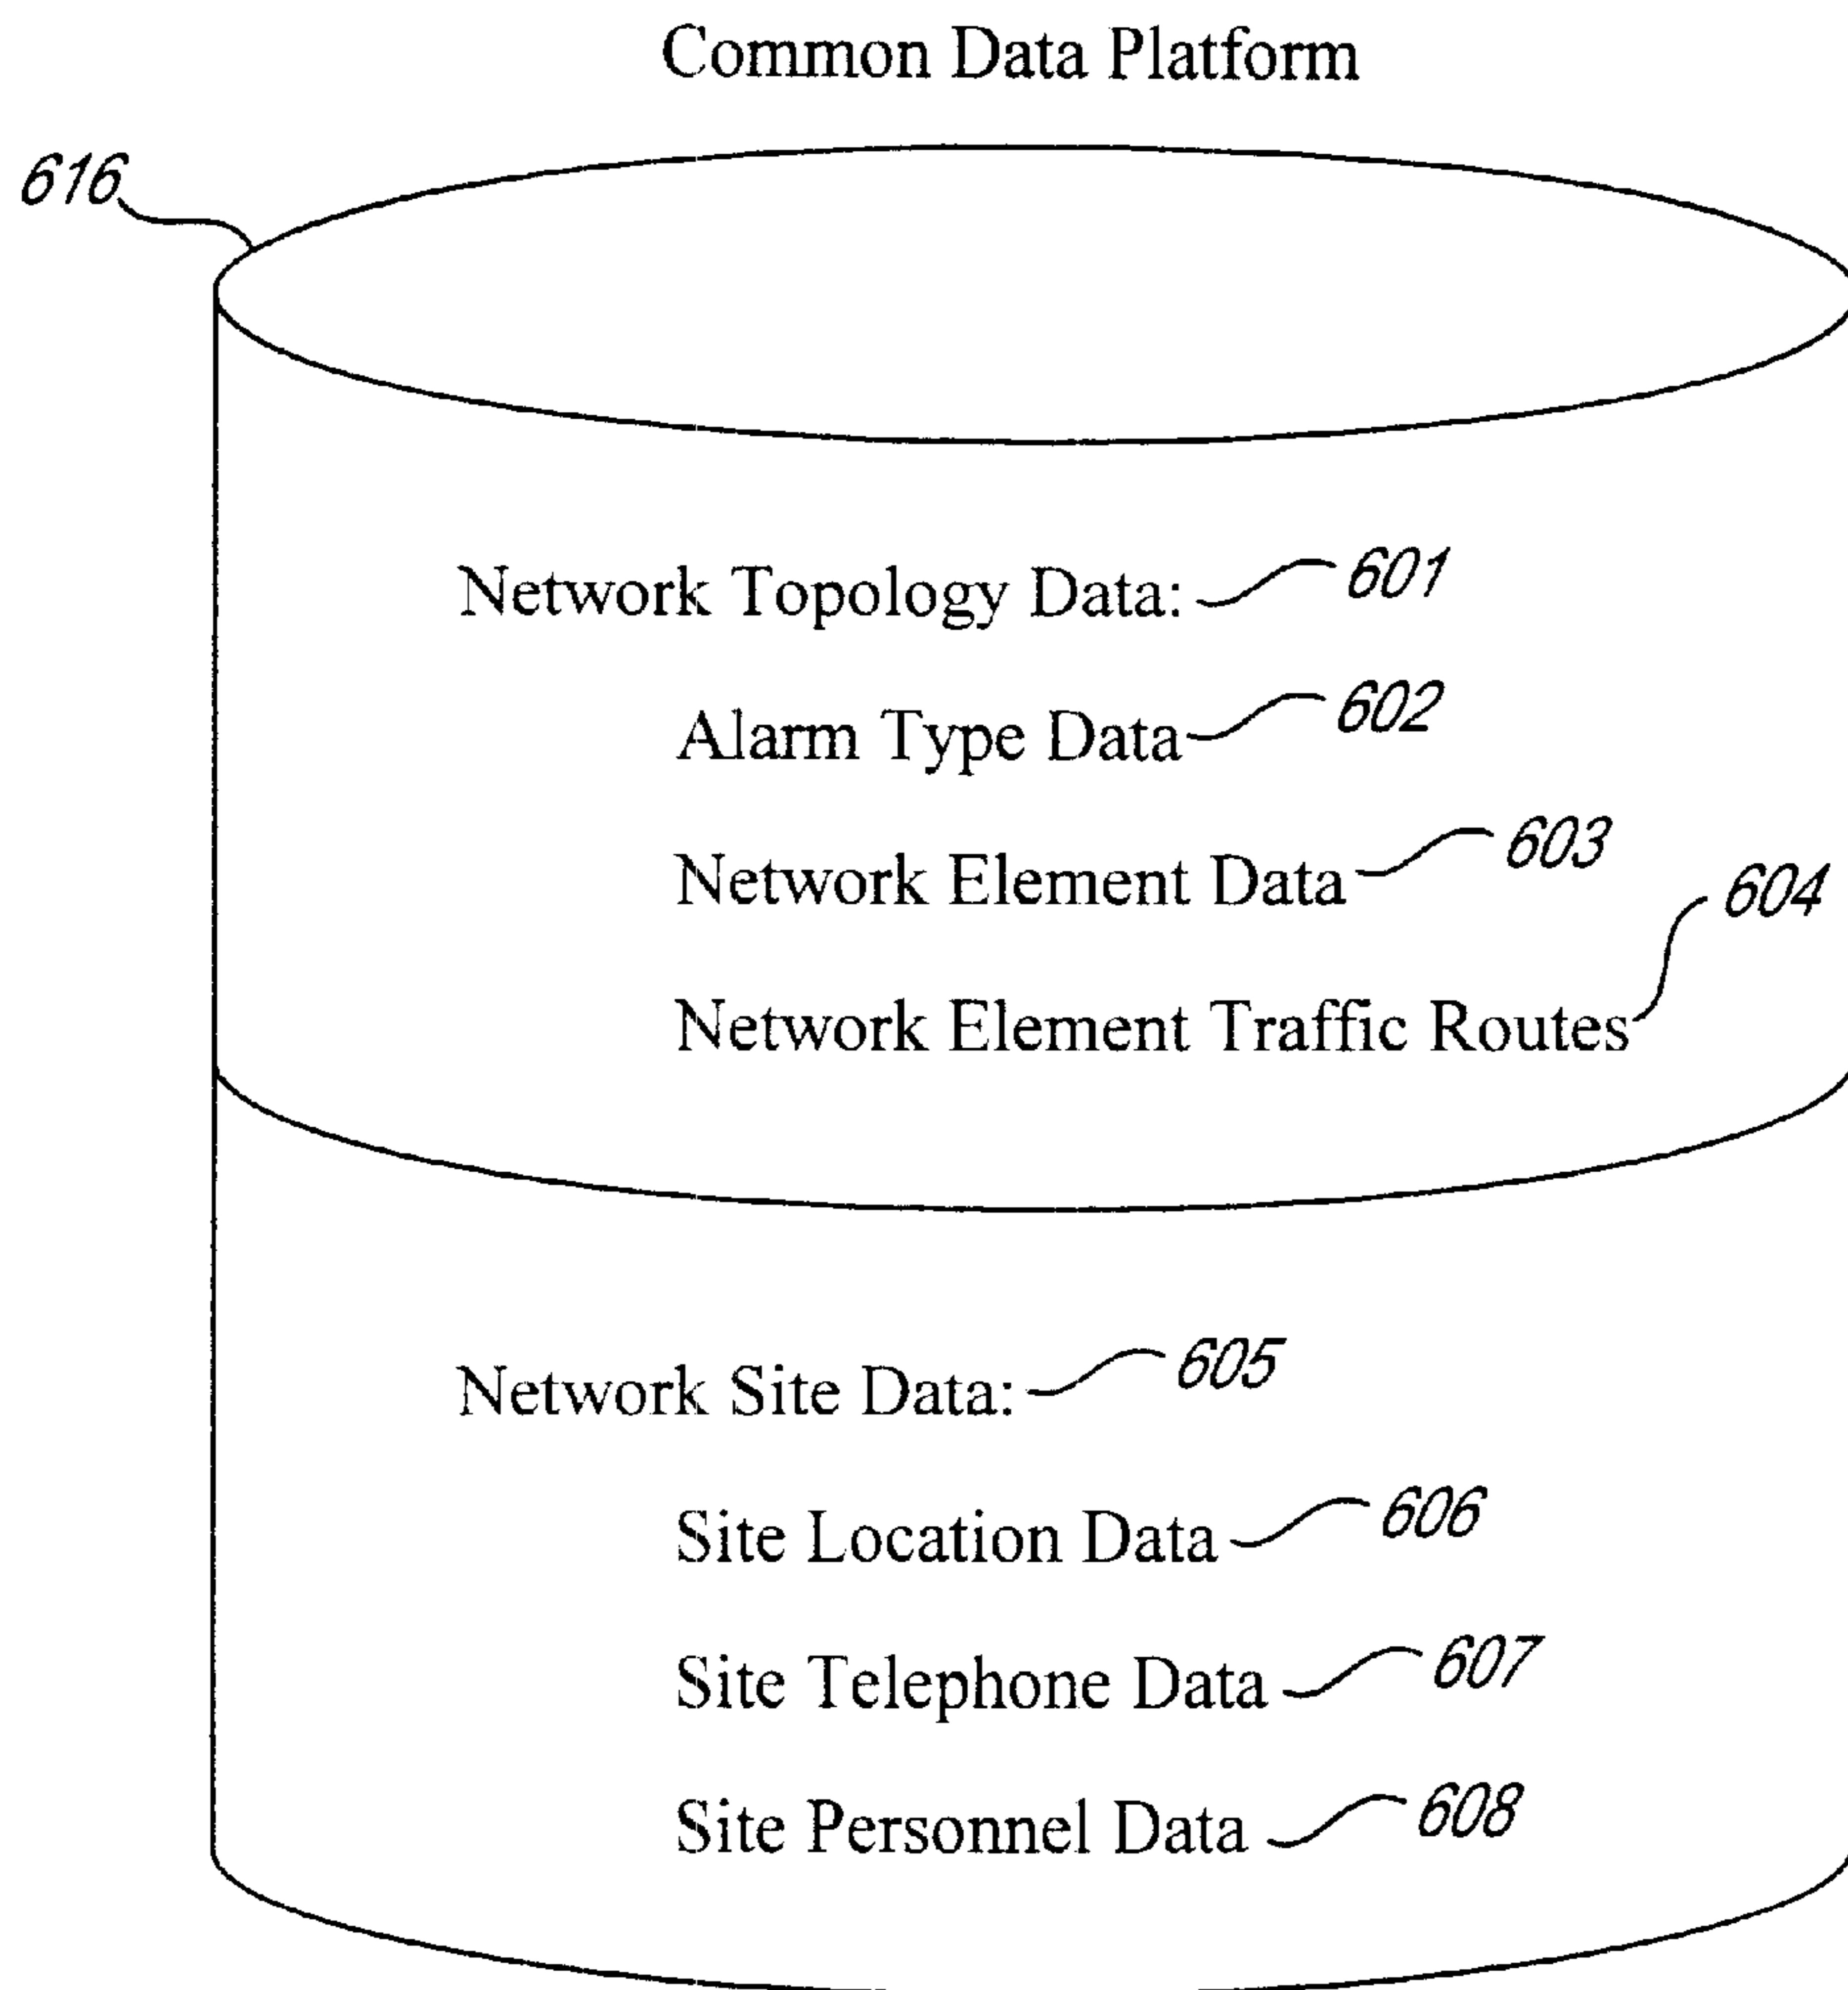 Common Data Platform
616
Network Topology Data: 601
Alarm Type Data 602
Network Element Data 603
604
Network Element Traffic Routes
Network Site Data: 605
Site Location Data 606
Site Telephone Data 607
Site Personnel Data 608